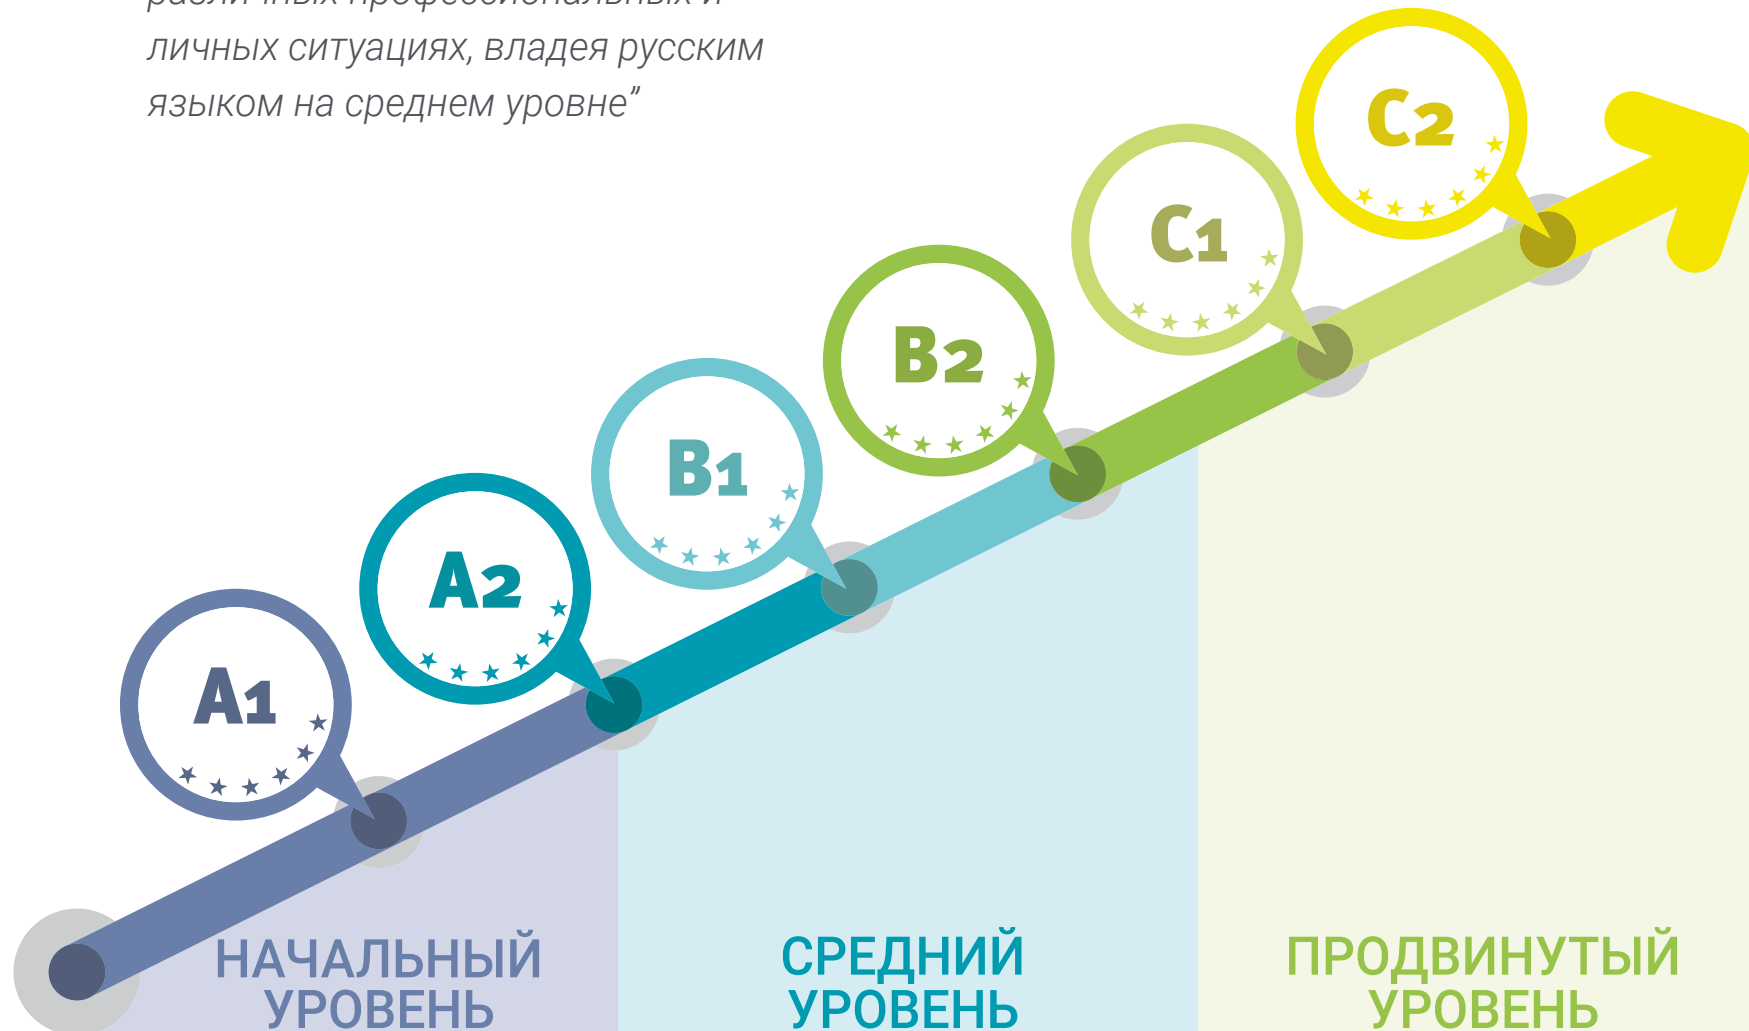 личных ситуациях, владея русским
языком на среднем уровне”
C2
C1
B2
B1
A2
A1
НАЧАЛЬНЫЙ
УРОВЕНЬ
СРЕДНИЙ
УРОВЕНЬ
ПРОДВИНУТЫЙ
УРОВЕНЬ